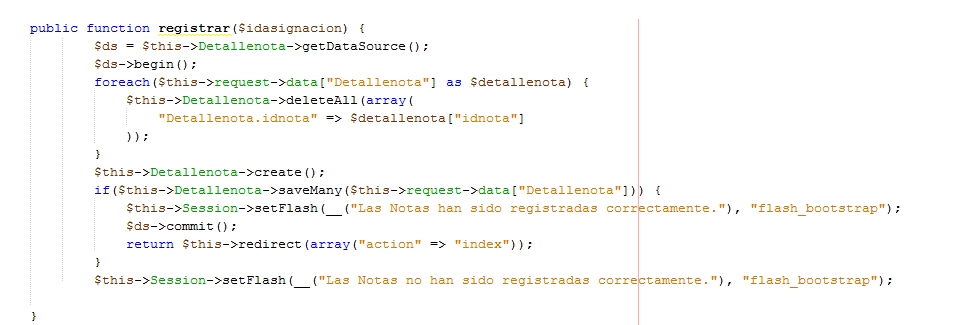 public function registrar($idasignacion) {
$ds = $this->Detallenota->getDataSource();
$ds->begin();
foreach($this->request->data["Detallenota"] as $detallenota) {
$this->Detallenota->deleteAll(array(
"Detallenota.idnota" => $detallenota["idnota"]
));
}
$this->Detallenota->create();
if($this->Detallenota->saveMany($this->request->data["Detallenota"])) {
$this->Session->setFlash(__("Las Notas han sido registradas correctamente."), "flash_bootstrap");
$ds->commit();
return $this->redirect(array("action" => "index"));
}
$this->Session->setFlash(__("Las Notas no han sido registradas correctamente."), "flash_bootstrap");
}